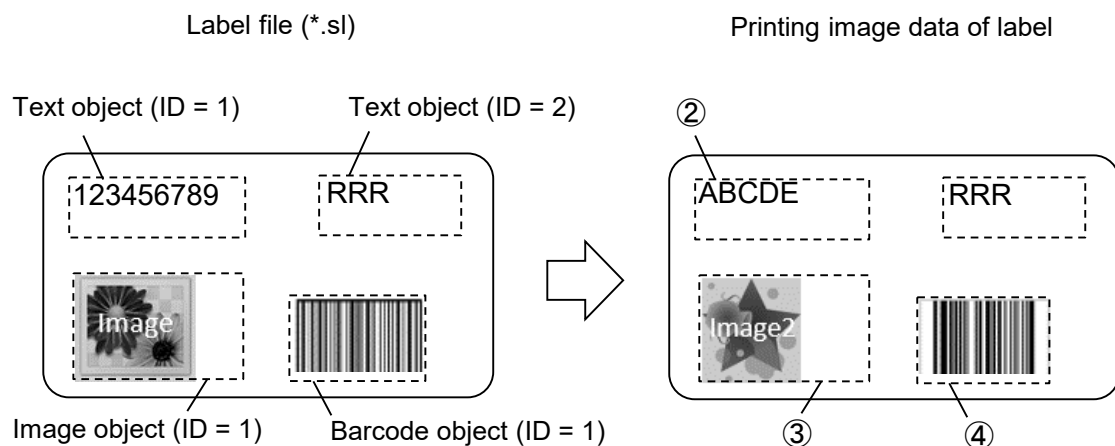 Label file (*.sl)
Printing image data of label
Text object (ID = 1)
Text object (ID = 2)
②
123456789
RRR
ABCDE
RRR
Image
Image2
Image object (ID = 1)
Barcode object (ID = 1)
③
④